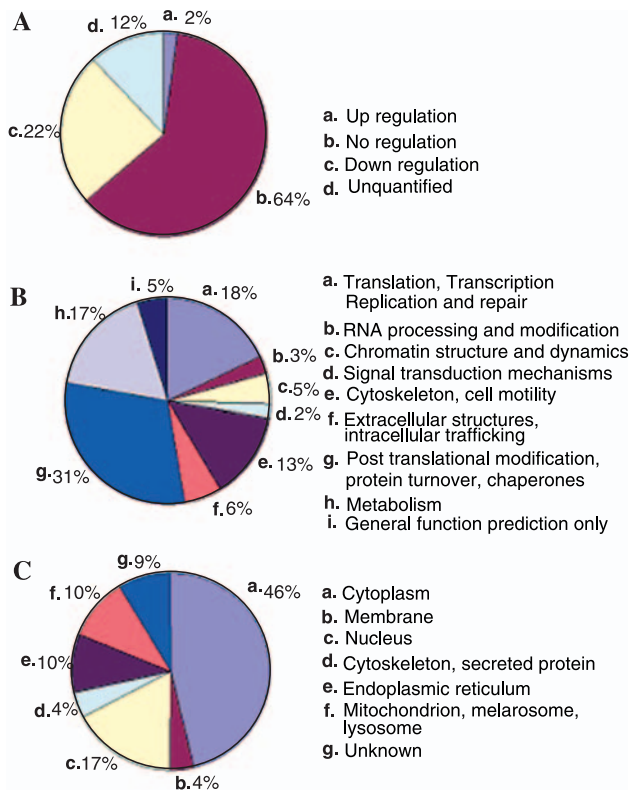 A
d. 12%
a. 2%
c. 22%
b. 64%
a. Up regulation
b. No regulation
c. Down regulation
d. Unquantified
B
i. 5%
a. 18%
h. 17%
b. 3%
c. 5%
d. 2%
e. 13%
g. 31%
f. 6%
a. Translation, Transcription
Replication and repair
b. RNA processing and modification
c. Chromatin structure and dynamics
d. Signal transduction mechanisms
e. Cytoskeleton, cell motility
f. Extracellular structures,
intracellular trafficking
g. Post translational modification,
protein turnover, chaperones
h. Metabolism
i. General function prediction only
C
g. 9%
a. 46%
f. 10%
e. 10%
d. 4%
c. 17%
b. 4%
a. Cytoplasm
b. Membrane
c. Nucleus
d. Cytoskeleton, secreted protein
e. Endoplasmic reticulum
f. Mitochondrion, melarosome,
lysosome
g. Unknown